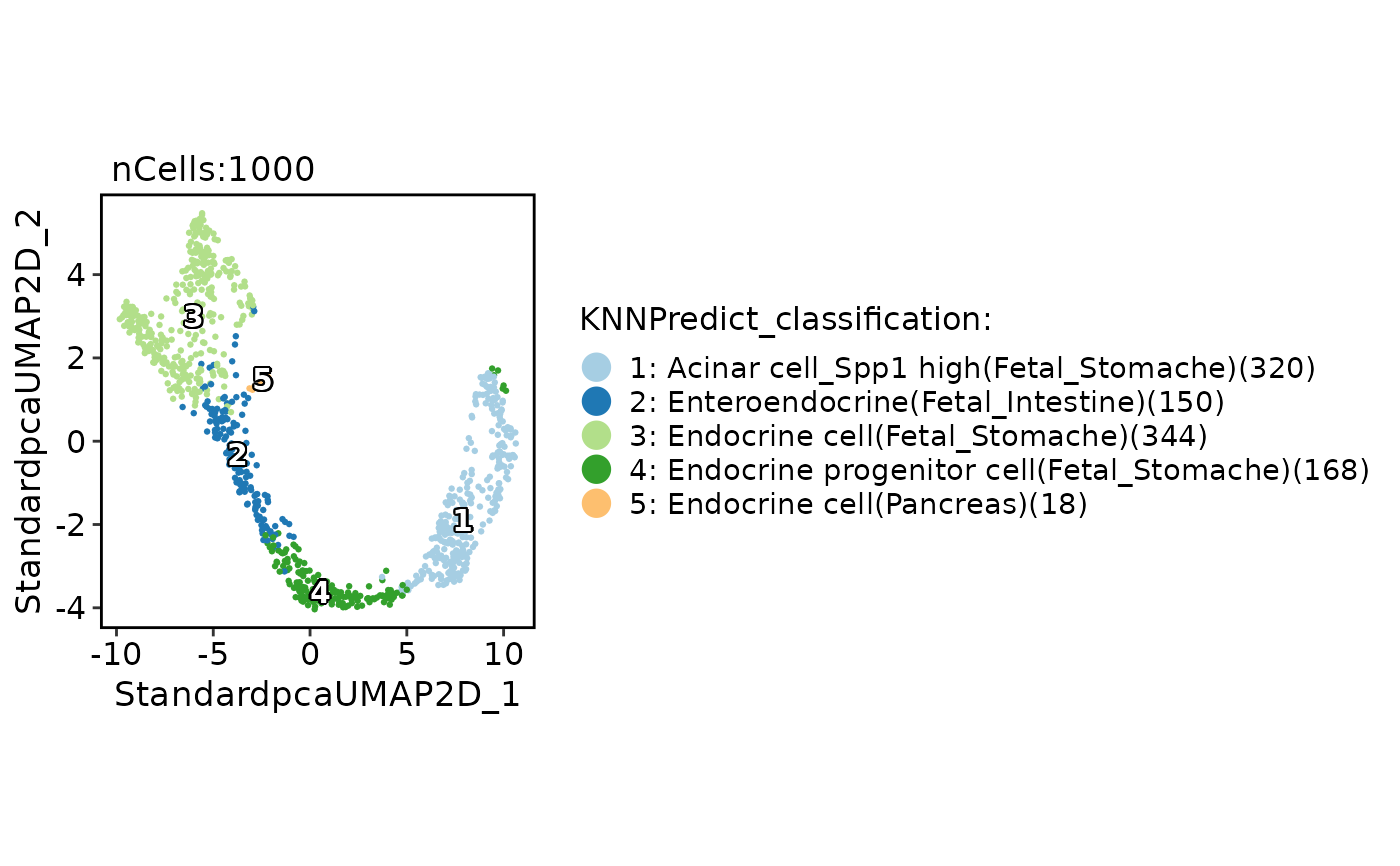 nCells:1000
StandardpcaUMAP2D_2
4
2
0
-2
-4
3
5
2
1
4
-10 -5 0 5 10
StandardpcaUMAP2D_1
KNNPredict_classification:
1: Acinar cell_Spp1 high(Fetal_Stomache)(320)
2: Enteroendocrine(Fetal_Intestine)(150)
3: Endocrine cell(Fetal_Stomache)(344)
4: Endocrine progenitor cell(Fetal_Stomache)(168)
5: Endocrine cell(Pancreas)(18)